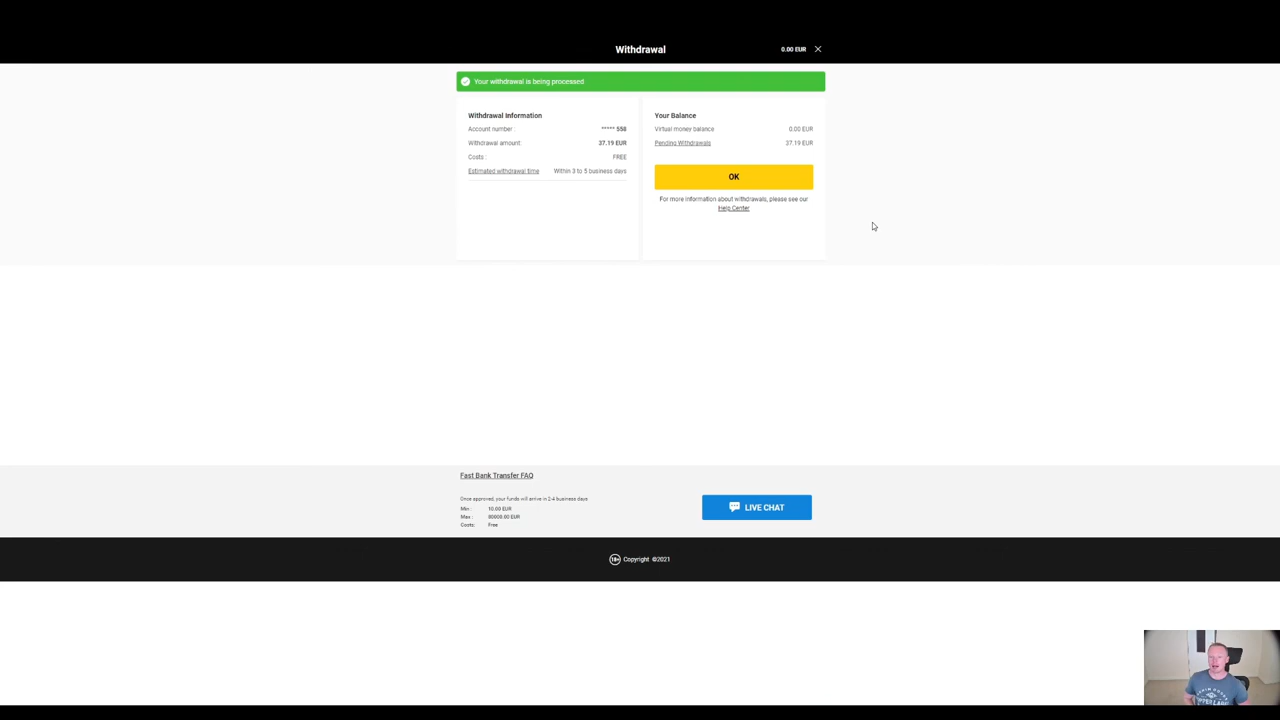 Withdrawal
0.00 EUR
Your withdrawal is being processed
Withdrawal Information
Account number: ***** 558
Withdrawal amount: 37.19 EUR
Costs : FREE
Estimated withdrawal time Within 3 to 5 business days
Your Balance
Virtual money balance 0.00 EUR
Pending Withdrawals 37.19 EUR
OK
For more information about withdrawals, please see our
Help Center
Fast Bank Transfer FAQ
Once approved, your funds will arrive in 2-4 business days
Min : 10.00 EUR
Max : EUR
Costs: Free
LIVE CHAT
18+ Copyright ©2021